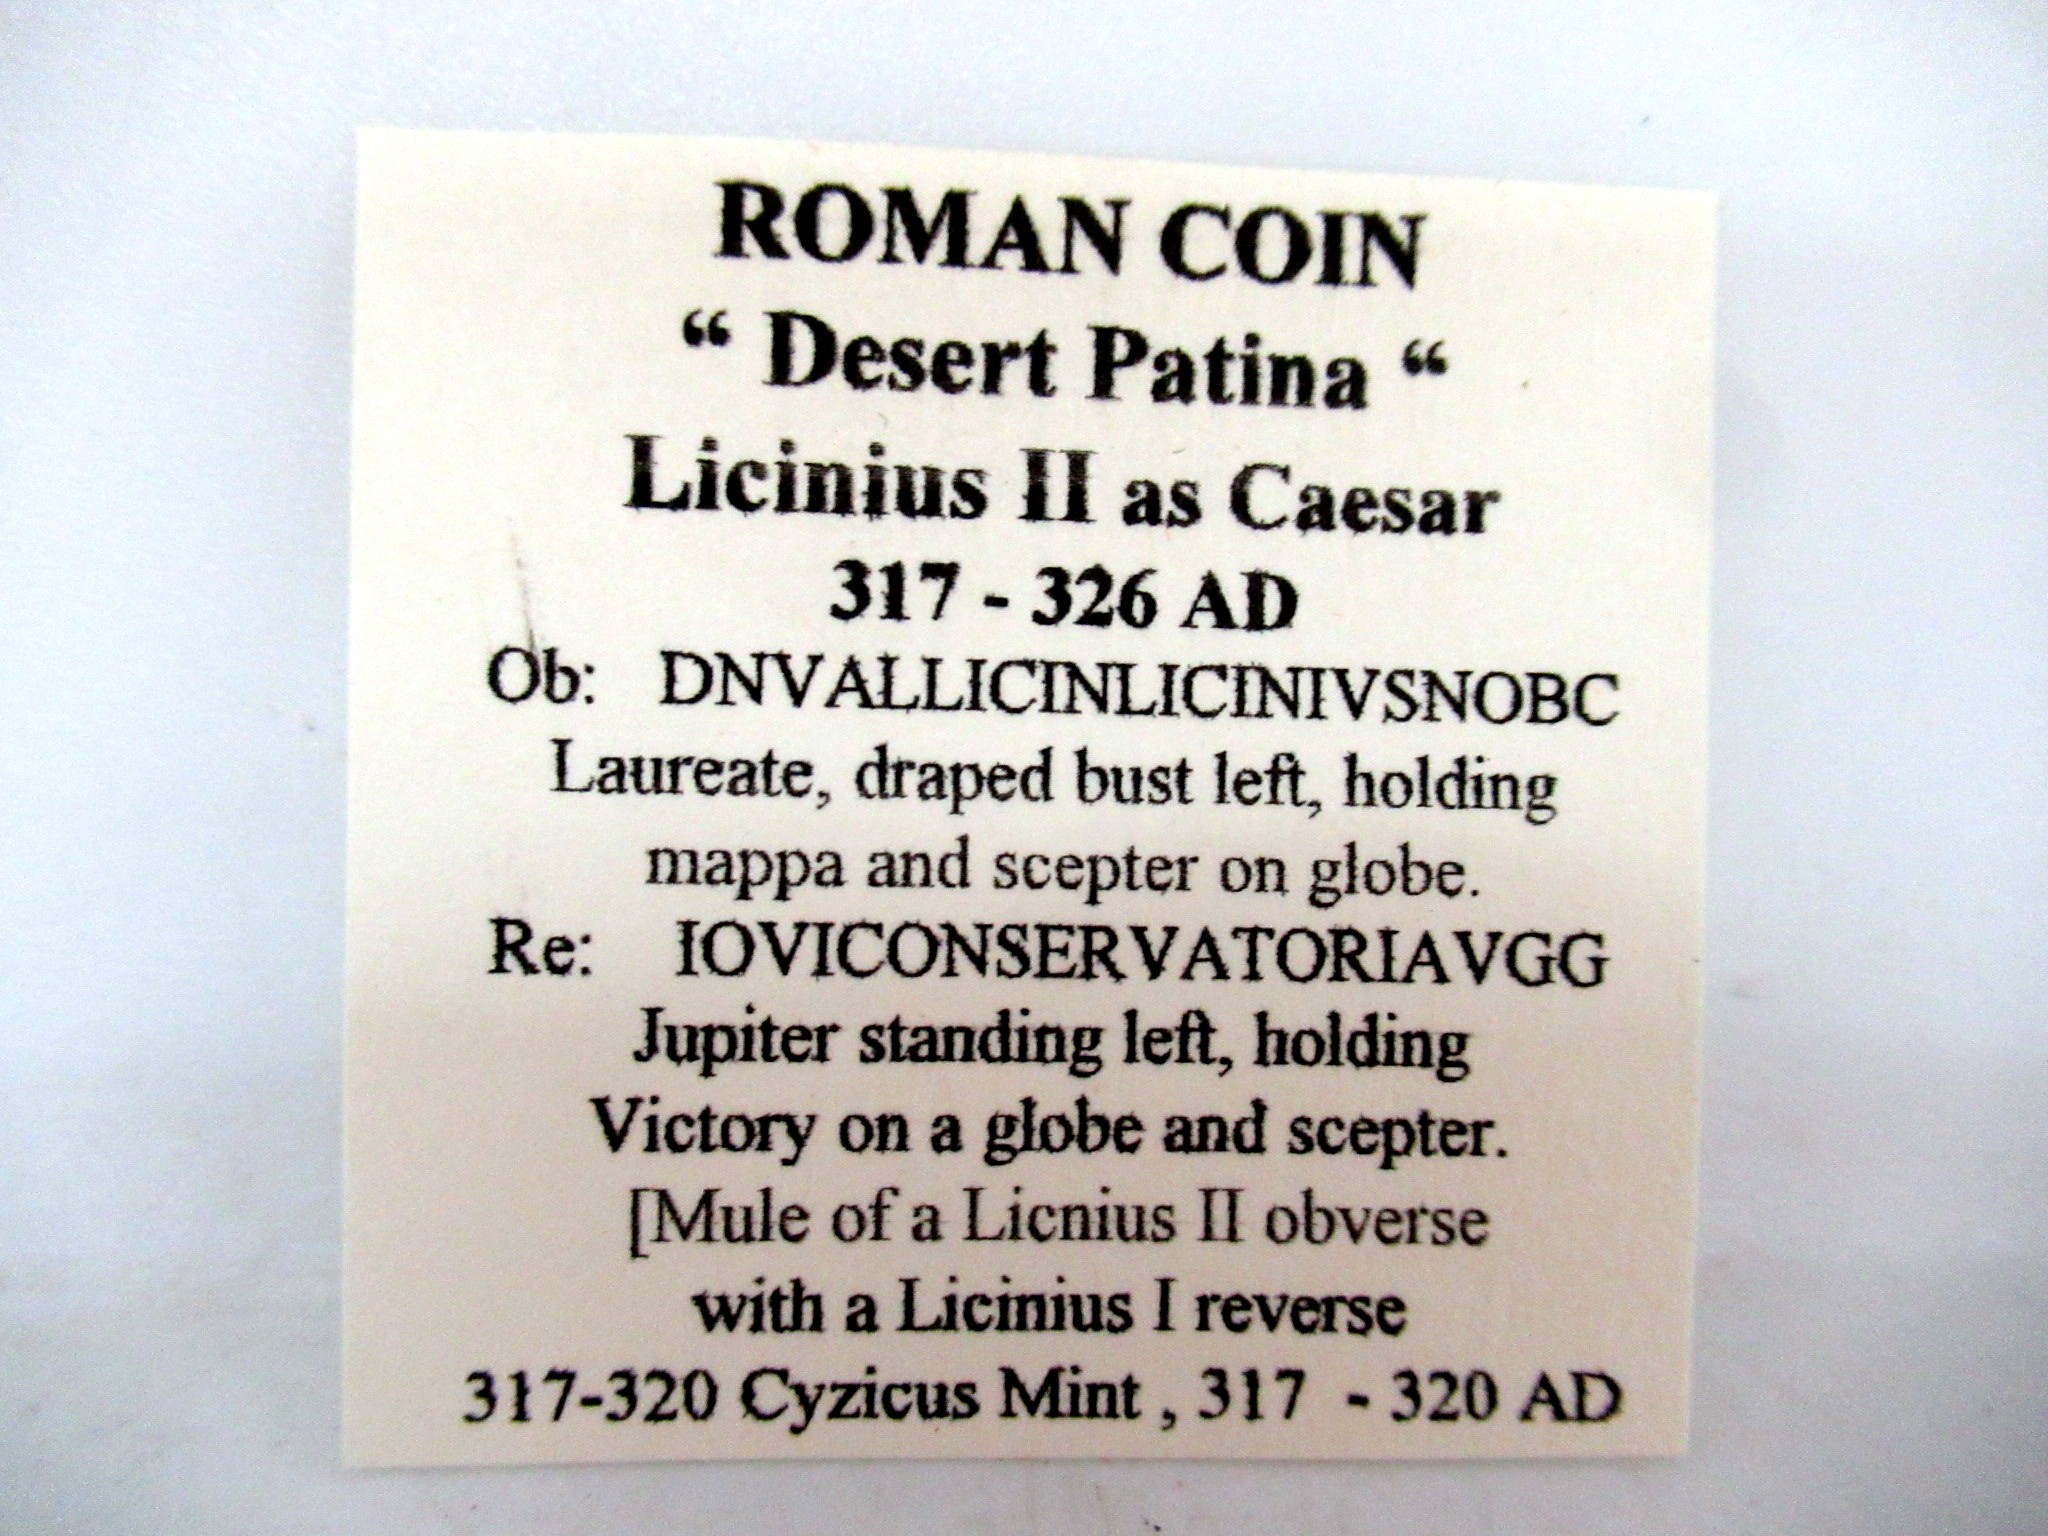 ROMAN COIN
“ Desert Patina “
Licinius II as Caesar
317 - 326 AD
Ob: DNVALLICINLICINIVSNOBC
Laureate, draped bust left, holding
mappa and scepter on globe.
Re: IOVICONSERVATORIAVGG
Jupiter standing left, holding
Victory on a globe and scepter.
[Mule of a Licnius II obverse
with a Licinius I reverse
317-320 Cyzicus Mint , 317 - 320 AD